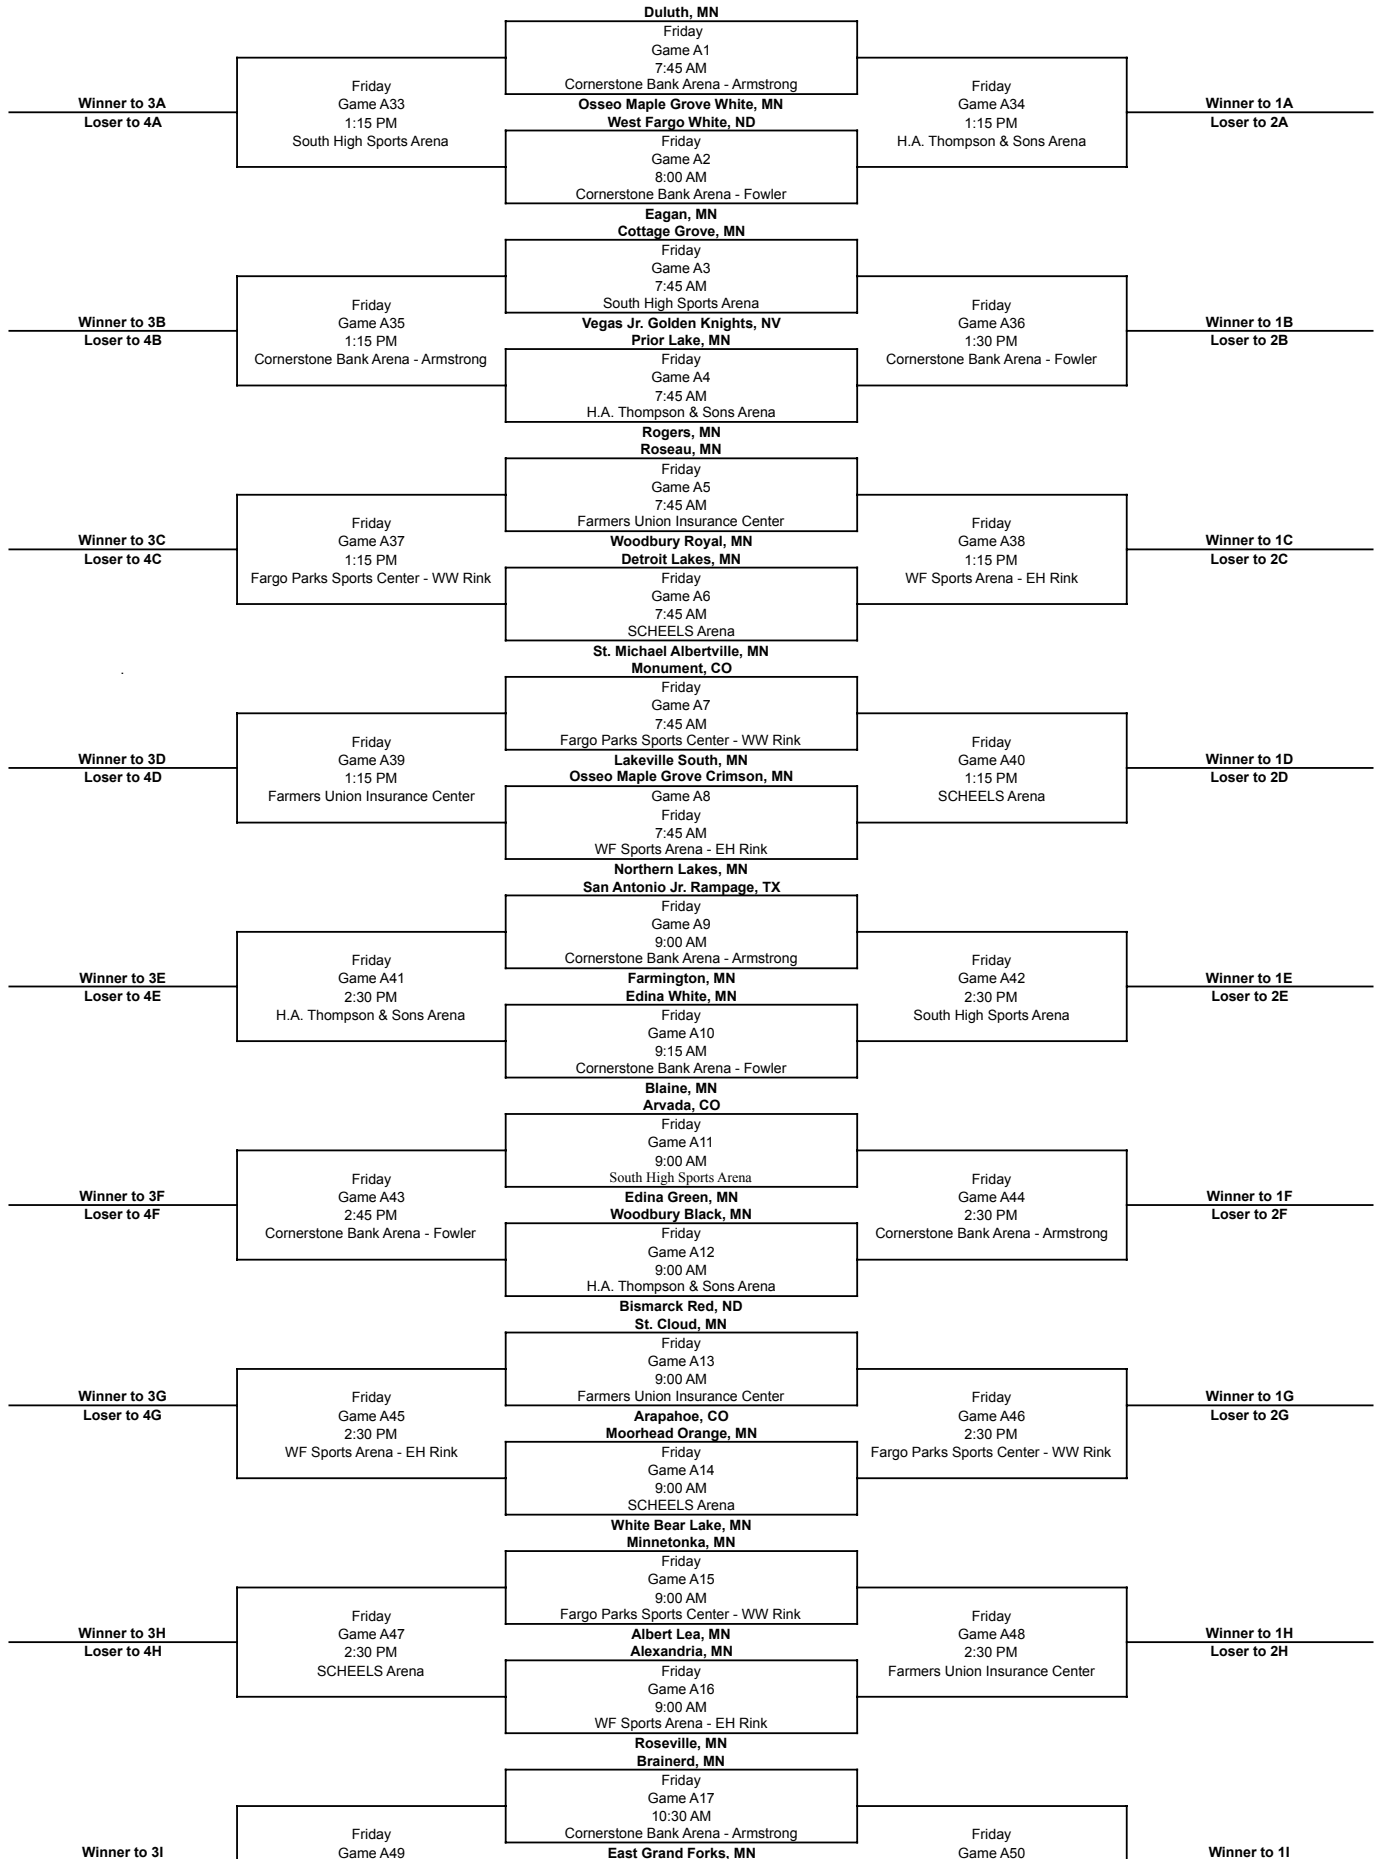 Duluth, MN
Friday
Game A1
7:45 AM
Cornerstone Bank Arena - Armstrong
Osseo Maple Grove White, MN
Friday
Game A33
1:15 PM
South High Sports Arena
Winner to 3A
Loser to 4A
Friday
Game A34
1:15 PM
H.A. Thompson & Sons Arena
Winner to 1A
Loser to 2A
West Fargo White, ND
Friday
Game A2
8:00 AM
Cornerstone Bank Arena - Fowler
Eagan, MN
Cottage Grove, MN
Friday
Game A3
7:45 AM
South High Sports Arena
Vegas Jr. Golden Knights, NV
Friday
Game A35
1:15 PM
Cornerstone Bank Arena - Armstrong
Winner to 3B
Loser to 4B
Friday
Game A36
1:30 PM
Cornerstone Bank Arena - Fowler
Winner to 1B
Loser to 2B
Prior Lake, MN
Friday
Game A4
7:45 AM
H.A. Thompson & Sons Arena
Rogers, MN
Roseau, MN
Friday
Game A5
7:45 AM
Farmers Union Insurance Center
Woodbury Royal, MN
Friday
Game A37
1:15 PM
Fargo Parks Sports Center - WW Rink
Winner to 3C
Loser to 4C
Friday
Game A38
1:15 PM
WF Sports Arena - EH Rink
Winner to 1C
Loser to 2C
Detroit Lakes, MN
Friday
Game A6
7:45 AM
SCHEELS Arena
St. Michael Albertville, MN
.
Monument, CO
Friday
Game A7
7:45 AM
Fargo Parks Sports Center - WW Rink
Lakeville South, MN
Friday
Game A39
1:15 PM
Farmers Union Insurance Center
Winner to 3D
Loser to 4D
Friday
Game A40
1:15 PM
SCHEELS Arena
Winner to 1D
Loser to 2D
Osseo Maple Grove Crimson, MN
Game A8
Friday
7:45 AM
WF Sports Arena - EH Rink
Northern Lakes, MN
San Antonio Jr. Rampage, TX
Friday
Game A9
9:00 AM
Cornerstone Bank Arena - Armstrong
Farmington, MN
Friday
Game A41
2:30 PM
H.A. Thompson & Sons Arena
Winner to 3E
Loser to 4E
Friday
Game A42
2:30 PM
South High Sports Arena
Winner to 1E
Loser to 2E
Edina White, MN
Friday
Game A10
9:15 AM
Cornerstone Bank Arena - Fowler
Blaine, MN
Arvada, CO
Friday
Game A11
9:00 AM
South High Sports Arena
Edina Green, MN
Friday
Game A43
2:45 PM
Cornerstone Bank Arena - Fowler
Winner to 3F
Loser to 4F
Friday
Game A44
2:30 PM
Cornerstone Bank Arena - Armstrong
Winner to 1F
Loser to 2F
Woodbury Black, MN
Friday
Game A12
9:00 AM
H.A. Thompson & Sons Arena
Bismarck Red, ND
St. Cloud, MN
Friday
Game A13
9:00 AM
Farmers Union Insurance Center
Arapahoe, CO
Friday
Game A45
2:30 PM
WF Sports Arena - EH Rink
Winner to 3G
Loser to 4G
Friday
Game A46
2:30 PM
Fargo Parks Sports Center - WW Rink
Winner to 1G
Loser to 2G
Moorhead Orange, MN
Friday
Game A14
9:00 AM
SCHEELS Arena
White Bear Lake, MN
Minnetonka, MN
Friday
Game A15
9:00 AM
Fargo Parks Sports Center - WW Rink
Albert Lea, MN
Friday
Game A47
2:30 PM
SCHEELS Arena
Winner to 3H
Loser to 4H
Friday
Game A48
2:30 PM
Farmers Union Insurance Center
Winner to 1H
Loser to 2H
Alexandria, MN
Friday
Game A16
9:00 AM
WF Sports Arena - EH Rink
Roseville, MN
Brainerd, MN
Friday
Game A17
10:30 AM
Cornerstone Bank Arena - Armstrong
East Grand Forks, MN
Friday
Game A49
Winner to 3I
Friday
Game A50
Winner to 1I